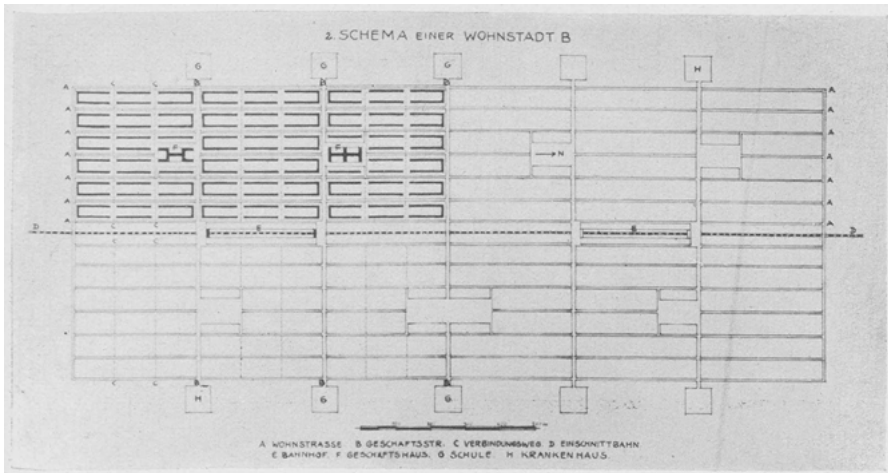 2. SCHEMA EINER WOHNSTADT B
G G G H
A C C B B B A
A A
A A
F F
A N A
A A
A A
A C C A
D E E D
C C
C C B B B
H G G
A WOHNSTRASSE. B GESCHÄFTSSTR. C VERBINDUNGSWEG. D EINSCHNITTBAHN.
E BAHNHOF. F GESCHÄFTSHAUS. G SCHULE. H KRANKENHAUS.